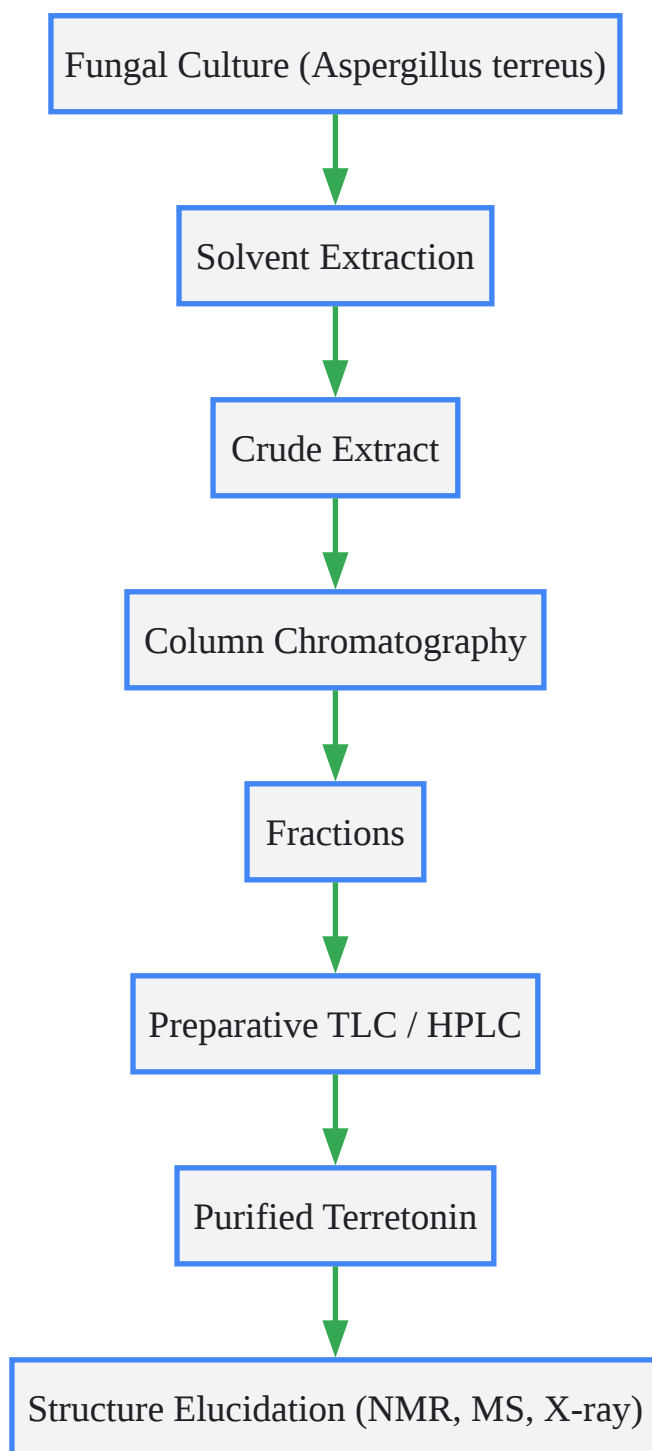 Fungal Culture (Aspergillus terreus)
Solvent Extraction
Crude Extract
Column Chromatography
Fractions
Preparative TLC / HPLC
Purified Terretonin
Structure Elucidation (NMR, MS, X-ray)